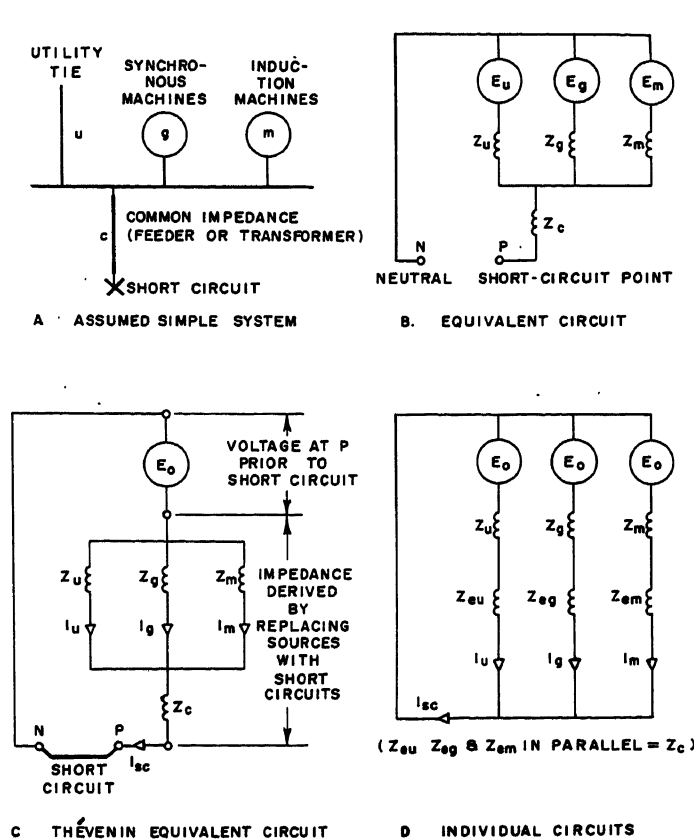 UTILITY
TIE
SYNCHRO-
NOUS
MACHINES
INDUC-
TION
MACHINES
u
g
m
COMMON IMPEDANCE
(FEEDER OR TRANSFORMER)
c
SHORT CIRCUIT
A ASSUMED SIMPLE SYSTEM
Eu
Eg
Em
Zu
Zg
Zm
Zc
N
P
NEUTRAL
SHORT-CIRCUIT POINT
B. EQUIVALENT CIRCUIT
Eo
VOLTAGE AT P
PRIOR TO
SHORT CIRCUIT
Zu
Zg
Zm
IMPEDANCE
DERIVED
BY
REPLACING
SOURCES
WITH
SHORT
CIRCUITS
Iu
Ig
Im
Zc
N
P
Isc
SHORT
CIRCUIT
C THÉVENIN EQUIVALENT CIRCUIT
Eo
Eo
Eo
Zu
Zg
Zm
Zeu
Zeg
Zem
Iu
Ig
Im
Isc
(Zeu Zeg & Zem IN PARALLEL = Zc)
D INDIVIDUAL CIRCUITS